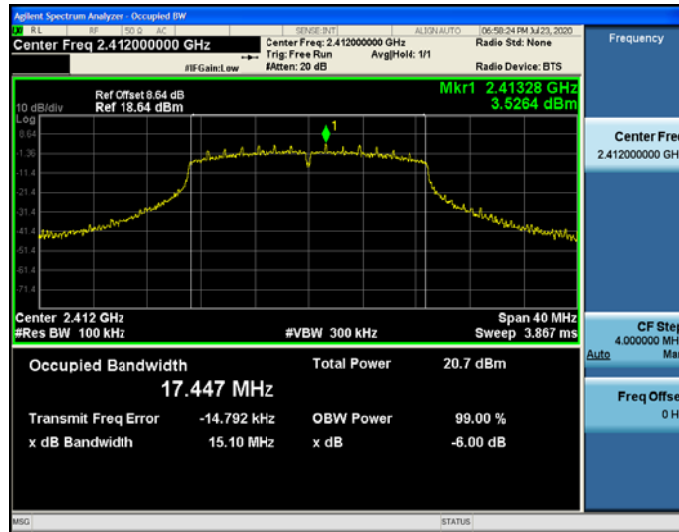 Agilent Spectrum Analyzer - Occupied BW
RL RF 50 Ω AC SENSE:INT ALIGN AUTO 06:58:24 PM Jul 23, 2020
Center Freq 2.412000000 GHz Center Freq: 2.412000000 GHz Radio Std: None Frequency
Trig: Free Run Avg|Hold: 1/1
#IFGain:Low #Atten: 20 dB Radio Device: BTS
Ref Offset 8.64 dB Mkr1 2.41328 GHz
10 dB/div Ref 18.64 dBm 3.5264 dBm
Log
8.64
-1.36
-11.4
-21.4
-31.4
-41.4
-51.4
-61.4
-71.4
1
Center Fre
2.412000000 GH
Center 2.412 GHz Span 40 MHz
#Res BW 100 kHz #VBW 300 kHz Sweep 3.867 ms
CF Step
4.000000 MH
Auto Ma
Occupied Bandwidth Total Power 20.7 dBm
17.447 MHz
Transmit Freq Error -14.792 kHz OBW Power 99.00 %
x dB Bandwidth 15.10 MHz x dB -6.00 dB
Freq Offse
0 H
MSG STATUS